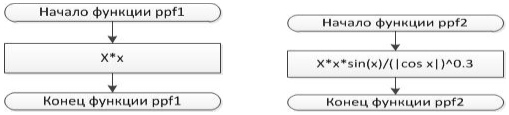 Начало функции ppf1
X*x
Конец функции ppf1
Начало функции ppf2
X*x*sin(x)/(|cos x|)^0.3
Конец функции ppf2